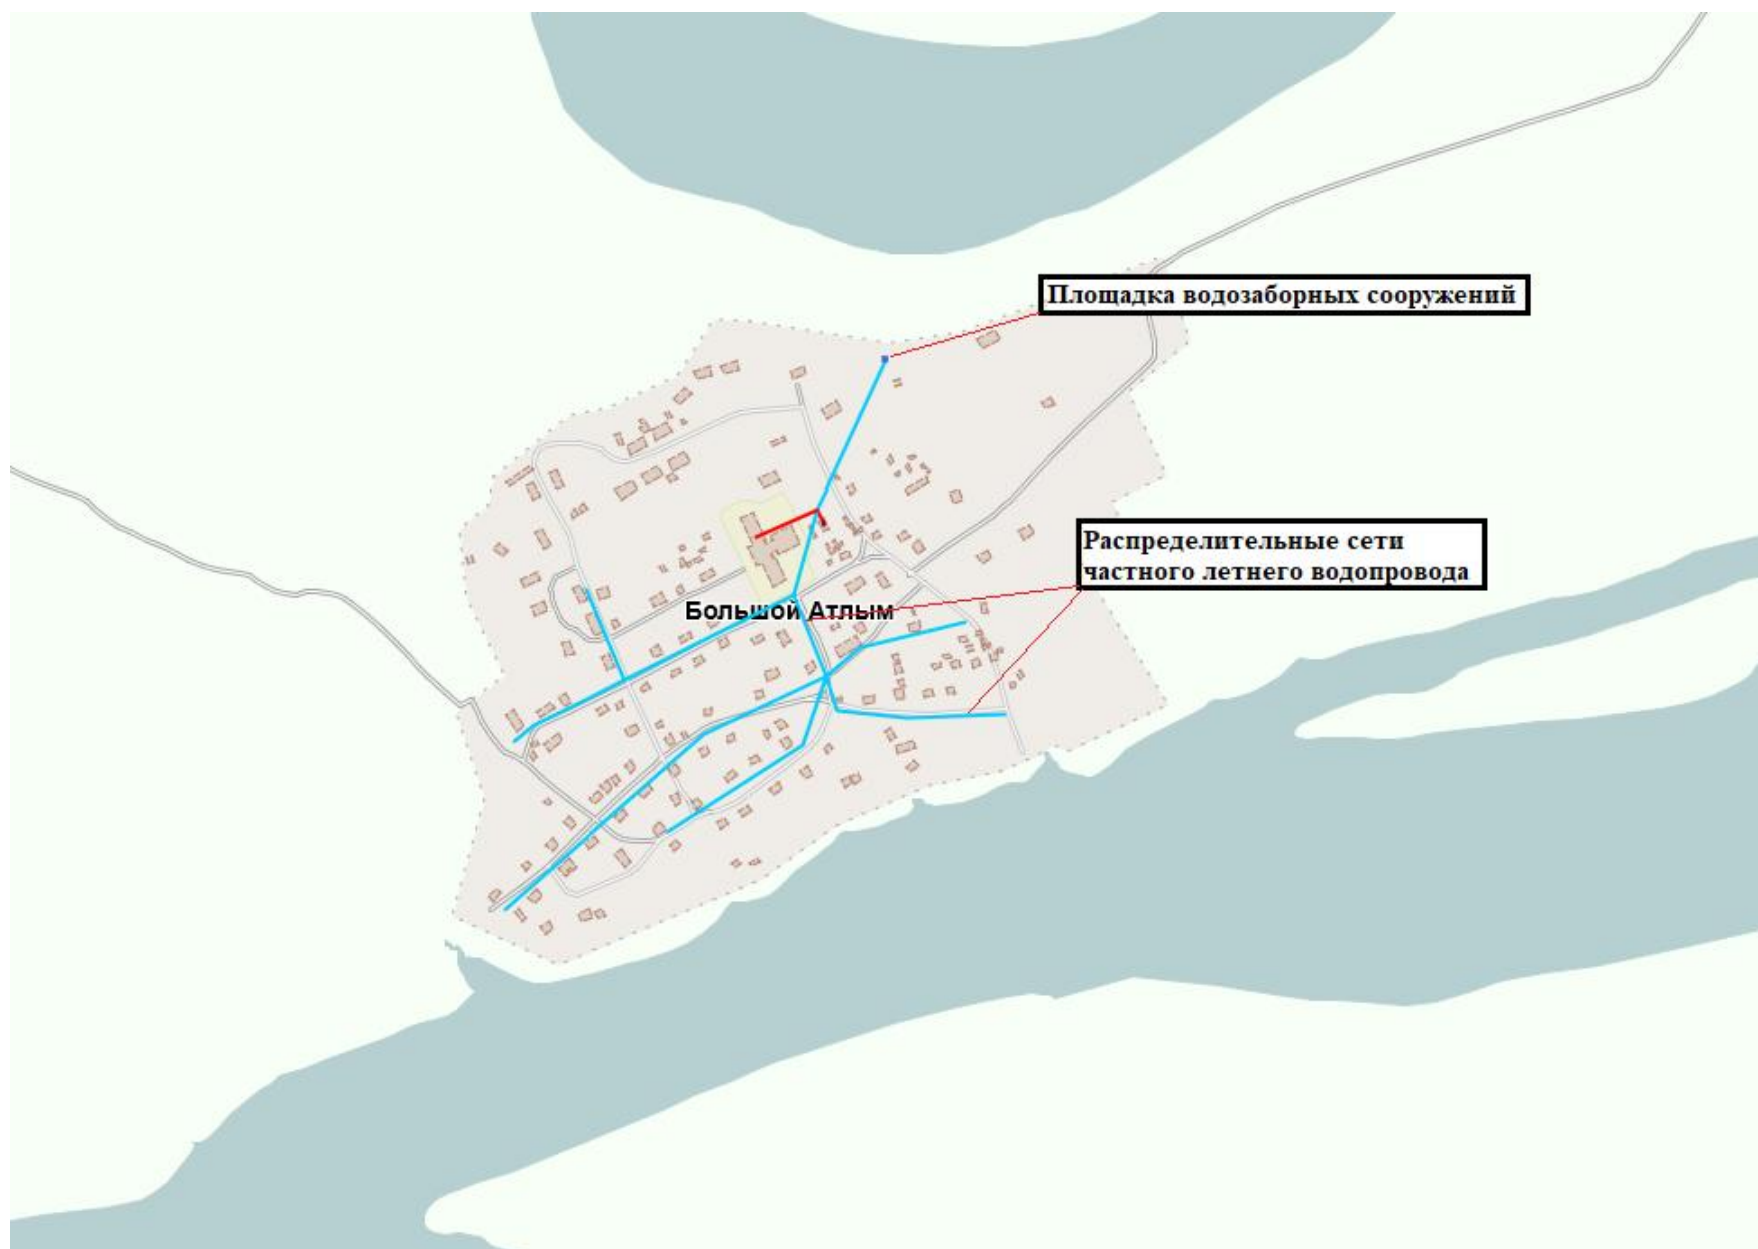 Площадка водозаборных сооружений
Распределительные сети
частного летнего водопровода
Большой Атлым